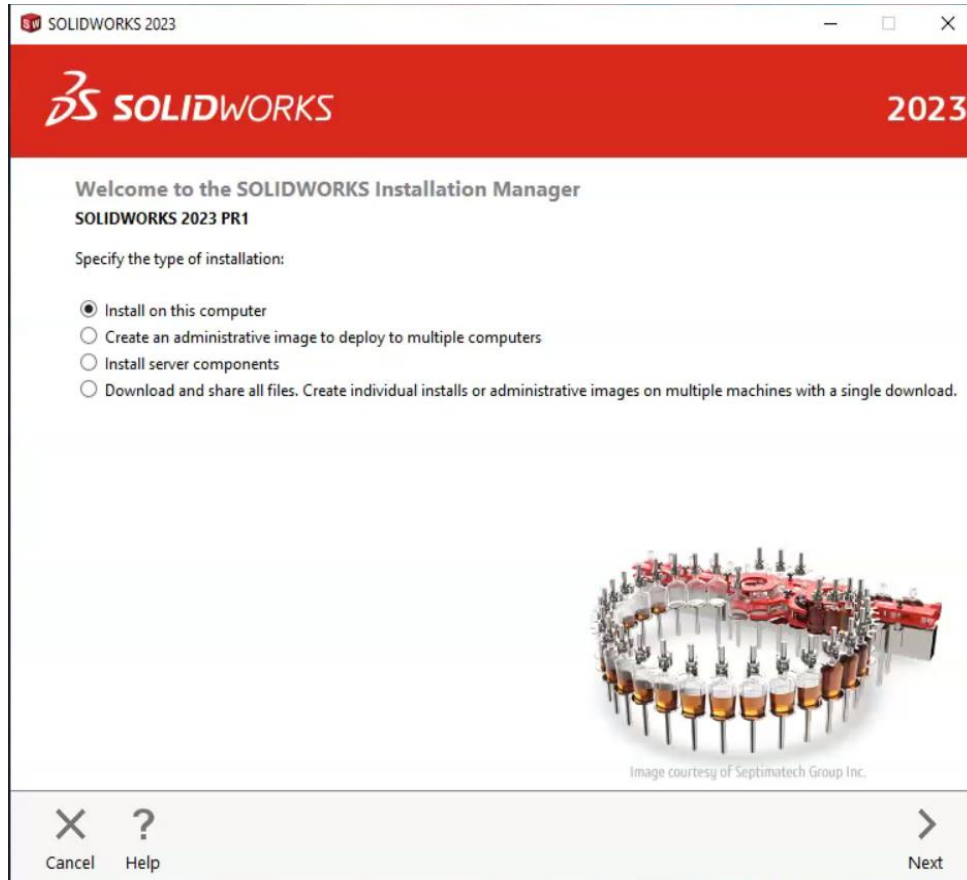 SOLIDWORKS 2023
SOLIDWORKS
2023
Welcome to the SOLIDWORKS Installation Manager
SOLIDWORKS 2023 PR1
Specify the type of installation:
Install on this computer
Create an administrative image to deploy to multiple computers
Install server components
Download and share all files. Create individual installs or administrative images on multiple machines with a single download.
Image courtesy of Septimatech Group Inc.
? 
Cancel Help
Next